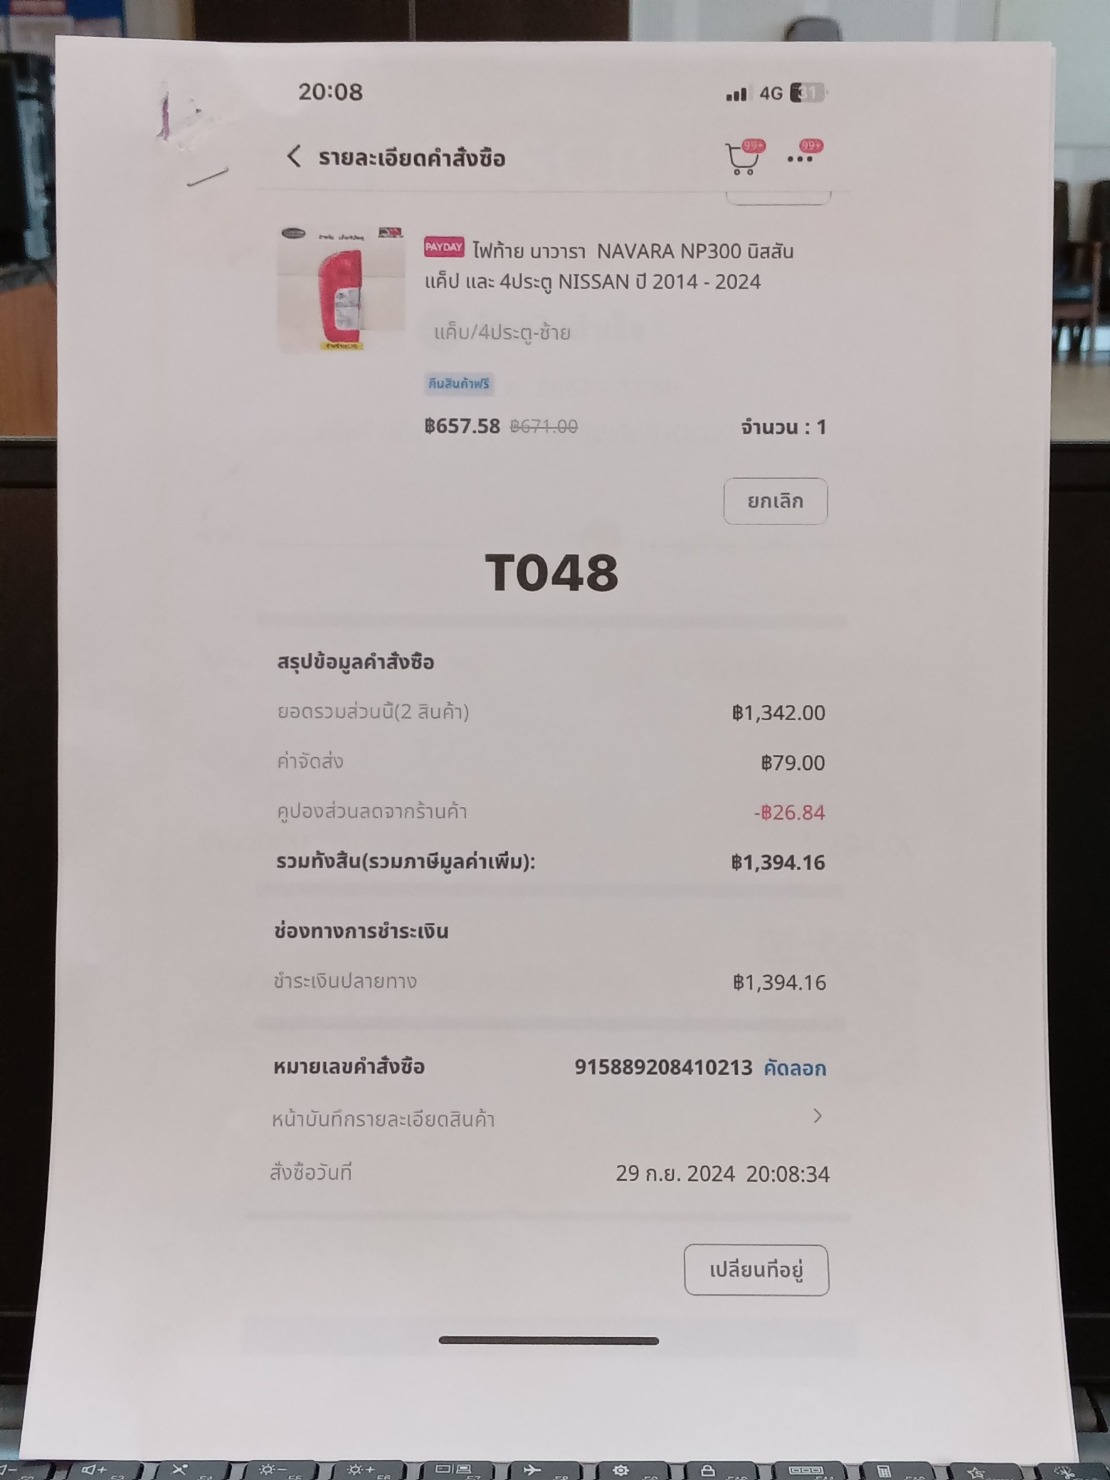 20:08
4G 31
รายละเอียดคำสั่งซื้อ
99+
99+
PAYDAY ไฟท้าย นาวารา NAVARA NP300 นิสสัน
แค็ป และ 4ประตู NISSAN ปี 2014 - 2024
แค็บ/4ประตู-ซ้าย
คืนสินค้าฟรี
฿657.58 ฿671.00 จำนวน : 1
ยกเลิก
T048
สรุปข้อมูลคำสั่งซื้อ
ยอดรวมส่วนนี้(2 สินค้า) ฿1,342.00
ค่าจัดส่ง ฿79.00
คูปองส่วนลดจากร้านค้า -฿26.84
รวมทั้งสิ้น(รวมภาษีมูลค่าเพิ่ม): ฿1,394.16
ช่องทางการชำระเงิน
ชำระเงินปลายทาง ฿1,394.16
หมายเลขคำสั่งซื้อ 915889208410213 คัดลอก
หน้าบันทึกรายละเอียดสินค้า
สั่งซื้อวันที่ 29 ก.ย. 2024 20:08:34
เปลี่ยนที่อยู่